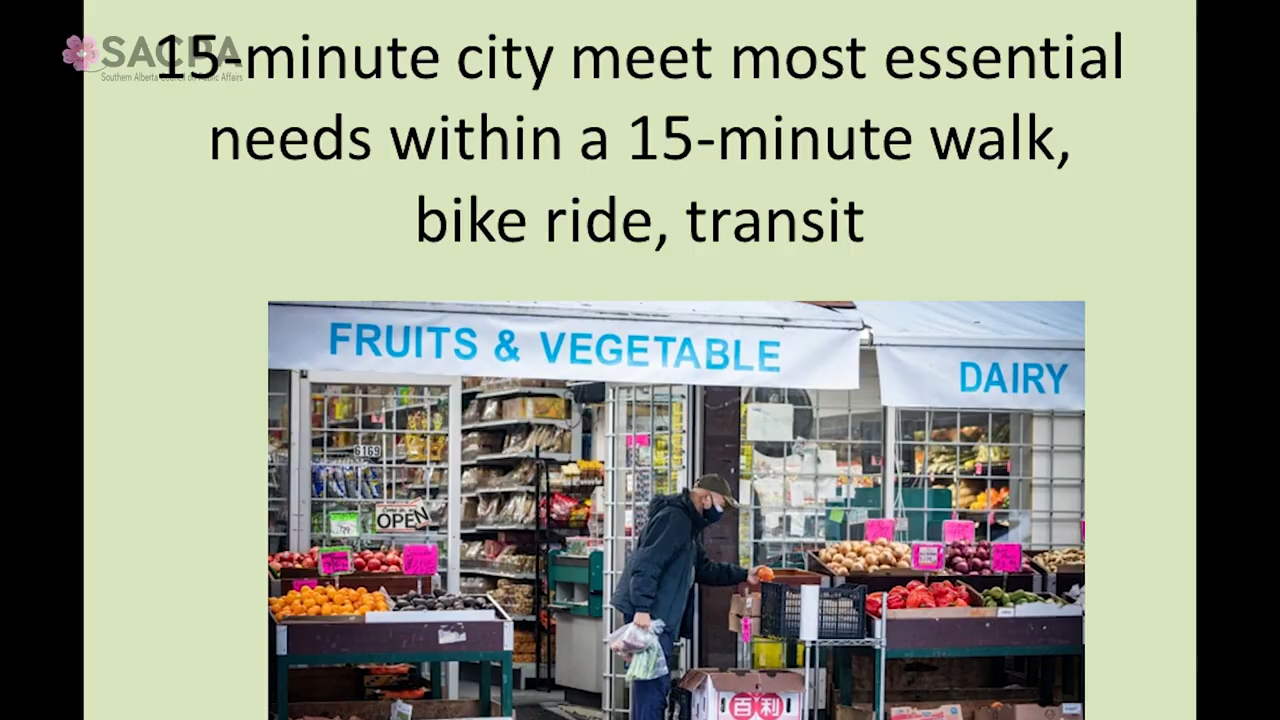 SACPA
Southern Alberta Council on Public Affairs
15-minute city meet most essential
needs within a 15-minute walk,
bike ride, transit
FRUITS & VEGETABLE
DAIRY
6169
OPEN
百利